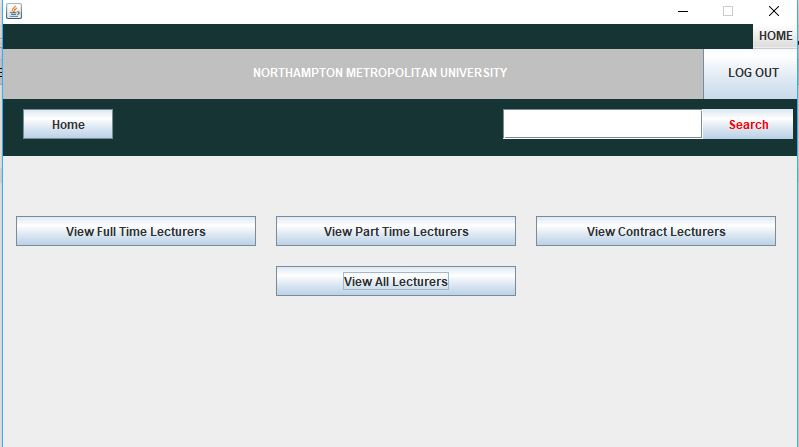 HOME
NORTHAMPTON METROPOLITAN UNIVERSITY
LOG OUT
Home
Search
View Full Time Lecturers
View Part Time Lecturers
View Contract Lecturers
View All Lecturers